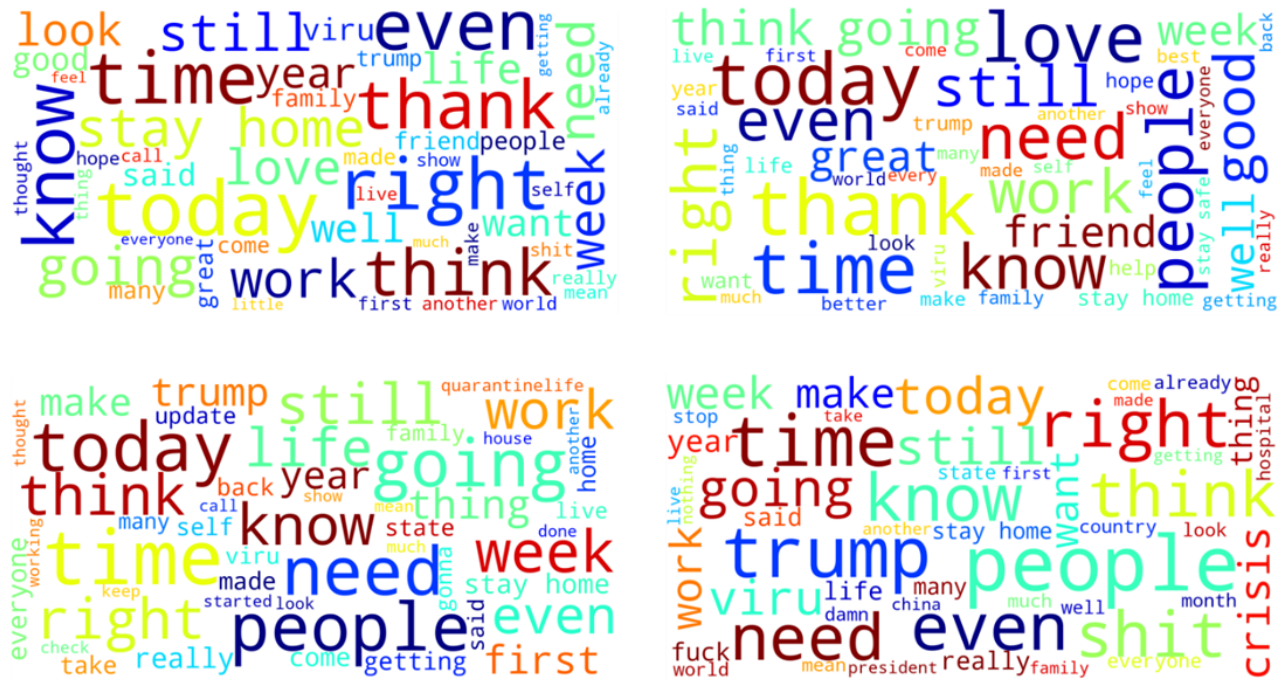 look still viru even
good time year trump life getting already
feel family thank need
know stay home friend people
thought hope call love made show week
thing said right live self
today well want
everyone come much make shit
going great work think really
many little first another world mean
think going love week back
live first come best
year today still hope people good
said even trump another show everyone
right need
thing life great many made self
world every work feel
thank friend stay safe well
look know really
want time viru help
much better make family stay home getting
make trump still quarantinelife work
thought update family house another
today life going home
think back year thing
show mean live
call
many self know state done
working viru much week
everyone time made need gonna stay home
keep started look
right people said even
check come first
take really getting
week make today come already
stop take made right thing
year time still getting hospital
live state first
nothing going know want think
said another stay home country look
work trump people crisis
viru life many
damn china much well month
need even shit
fuck
world mean president really family everyone